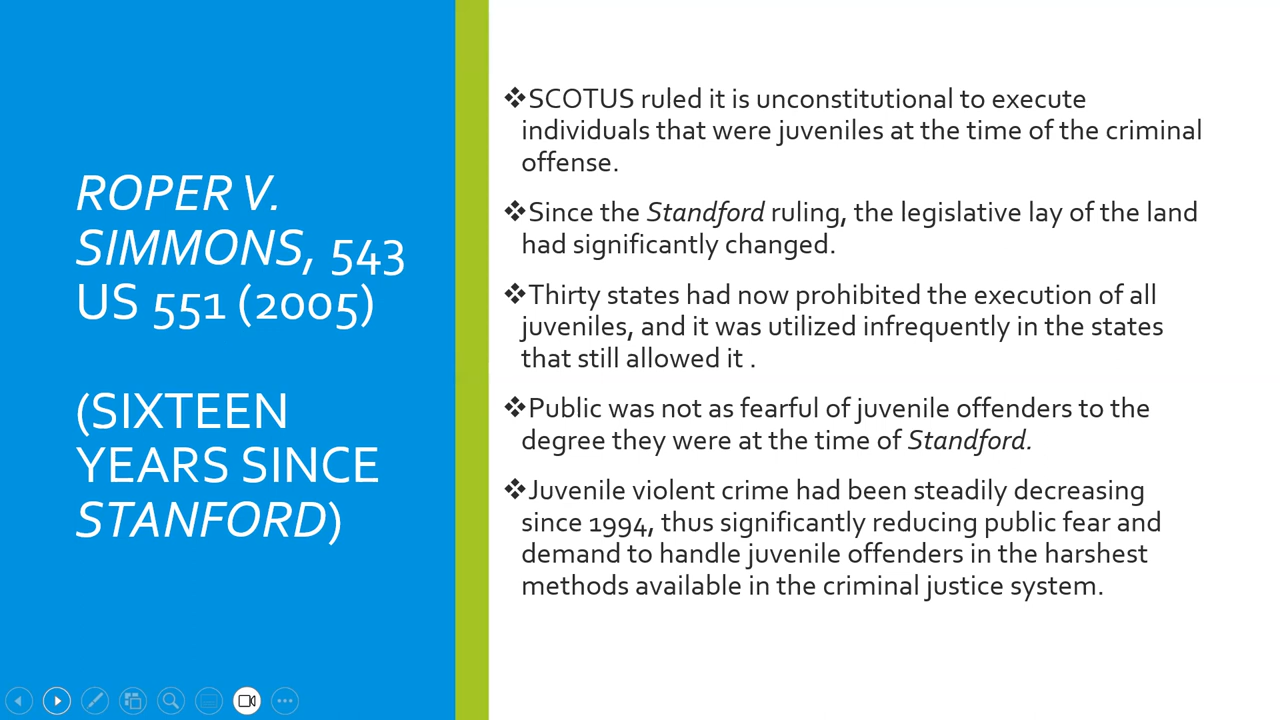 ROPER V.
SIMMONS, 543
US 551 (2005)
(SIXTEEN
YEARS SINCE
STANFORD)
❖SCOTUS ruled it is unconstitutional to execute
individuals that were juveniles at the time of the criminal
offense.
❖Since the Standford ruling, the legislative lay of the land
had significantly changed.
❖Thirty states had now prohibited the execution of all
juveniles, and it was utilized infrequently in the states
that still allowed it .
❖Public was not as fearful of juvenile offenders to the
degree they were at the time of Standford.
❖Juvenile violent crime had been steadily decreasing
since 1994, thus significantly reducing public fear and
demand to handle juvenile offenders in the harshest
methods available in the criminal justice system.